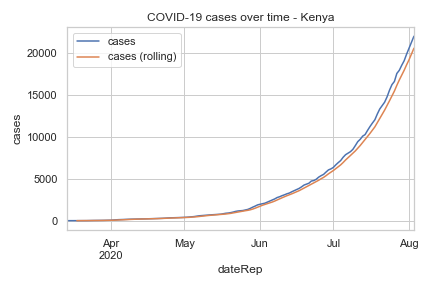 COVID-19 cases over time - Kenya
cases
cases (rolling)
20000
15000
10000
5000
0
cases
Apr
2020
May
Jun
Jul
Aug
dateRep